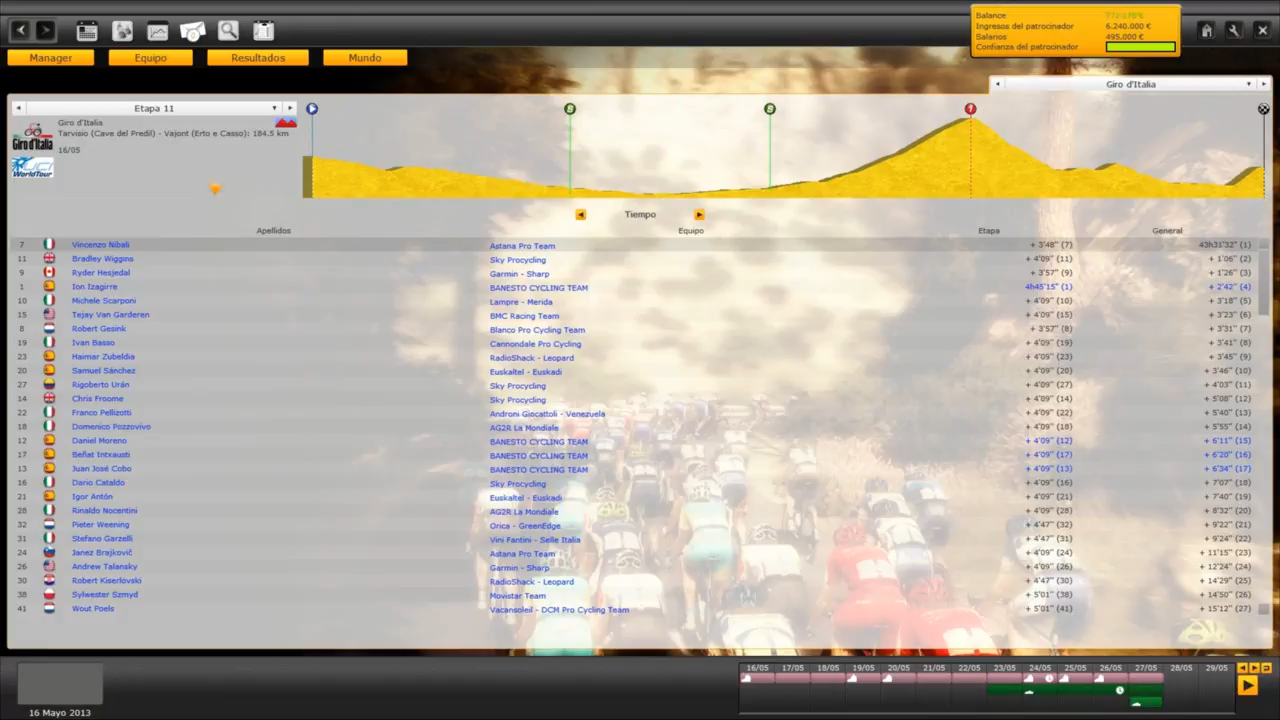 Balance
Ingresos del patrocinador 6.240.000 €
Salarios 495.000 €
Confianza del patrocinador
Manager Equipo Resultados Mundo
Giro d'Italia
Etapa 11
Giro d'Italia
Tarvisio (Cave del Predil) - Vajont (Erto e Casso): 184.5 km
16/05
Giro d'Italia
UCI WorldTour
S S 1
Tiempo
Apellidos Equipo Etapa General
7 Vincenzo Nibali Astana Pro Team + 3'48'' (7) 43h31'32'' (1)
11 Bradley Wiggins Sky Procycling + 4'09'' (11) + 1'06'' (2)
9 Ryder Hesjedal Garmin - Sharp + 3'57'' (9) + 1'26'' (3)
1 Ion Izagirre BANESTO CYCLING TEAM 4h45'15'' (1) + 2'42'' (4)
10 Michele Scarponi Lampre - Merida + 4'09'' (10) + 3'18'' (5)
15 Tejay Van Garderen BMC Racing Team + 4'09'' (15) + 3'23'' (6)
8 Robert Gesink Blanco Pro Cycling Team + 3'57'' (8) + 3'31'' (7)
19 Ivan Basso Cannondale Pro Cycling + 4'09'' (19) + 3'41'' (8)
23 Haimar Zubeldia RadioShack - Leopard + 4'09'' (23) + 3'45'' (9)
20 Samuel Sánchez Euskaltel - Euskadi + 4'09'' (20) + 3'46'' (10)
27 Rigoberto Urán Sky Procycling + 4'09'' (27) + 4'03'' (11)
14 Chris Froome Sky Procycling + 4'09'' (14) + 5'08'' (12)
22 Franco Pellizotti Androni Giocattoli - Venezuela + 4'09'' (22) + 5'40'' (13)
18 Domenico Pozzovivo AG2R La Mondiale + 4'09'' (18) + 5'55'' (14)
12 Daniel Moreno BANESTO CYCLING TEAM + 4'09'' (12) + 6'11'' (15)
17 Beñat Intxausti BANESTO CYCLING TEAM + 4'09'' (17) + 6'20'' (16)
13 Juan José Cobo BANESTO CYCLING TEAM + 4'09'' (13) + 6'34'' (17)
16 Dario Cataldo Sky Procycling + 4'09'' (16) + 7'07'' (18)
21 Igor Antón Euskaltel - Euskadi + 4'09'' (21) + 7'40'' (19)
28 Rinaldo Nocentini AG2R La Mondiale + 4'09'' (28) + 8'32'' (20)
32 Pieter Weening Orica - GreenEdge + 4'47'' (32) + 9'22'' (21)
31 Stefano Garzelli Vini Fantini - Selle Italia + 4'47'' (31) + 9'24'' (22)
24 Janez Brajkovič Astana Pro Team + 4'09'' (24) + 11'15'' (23)
26 Andrew Talansky Garmin - Sharp + 4'09'' (26) + 12'24'' (24)
30 Robert Kiserlovski RadioShack - Leopard + 4'47'' (30) + 14'29'' (25)
38 Sylwester Szmyd Movistar Team + 5'01'' (38) + 14'50'' (26)
41 Wout Poels Vacansoleil - DCM Pro Cycling Team + 5'01'' (41) + 15'12'' (27)
16/05 17/05 18/05 19/05 20/05 21/05 22/05 23/05 24/05 25/05 26/05 27/05 28/05 29/05
16 Mayo 2013